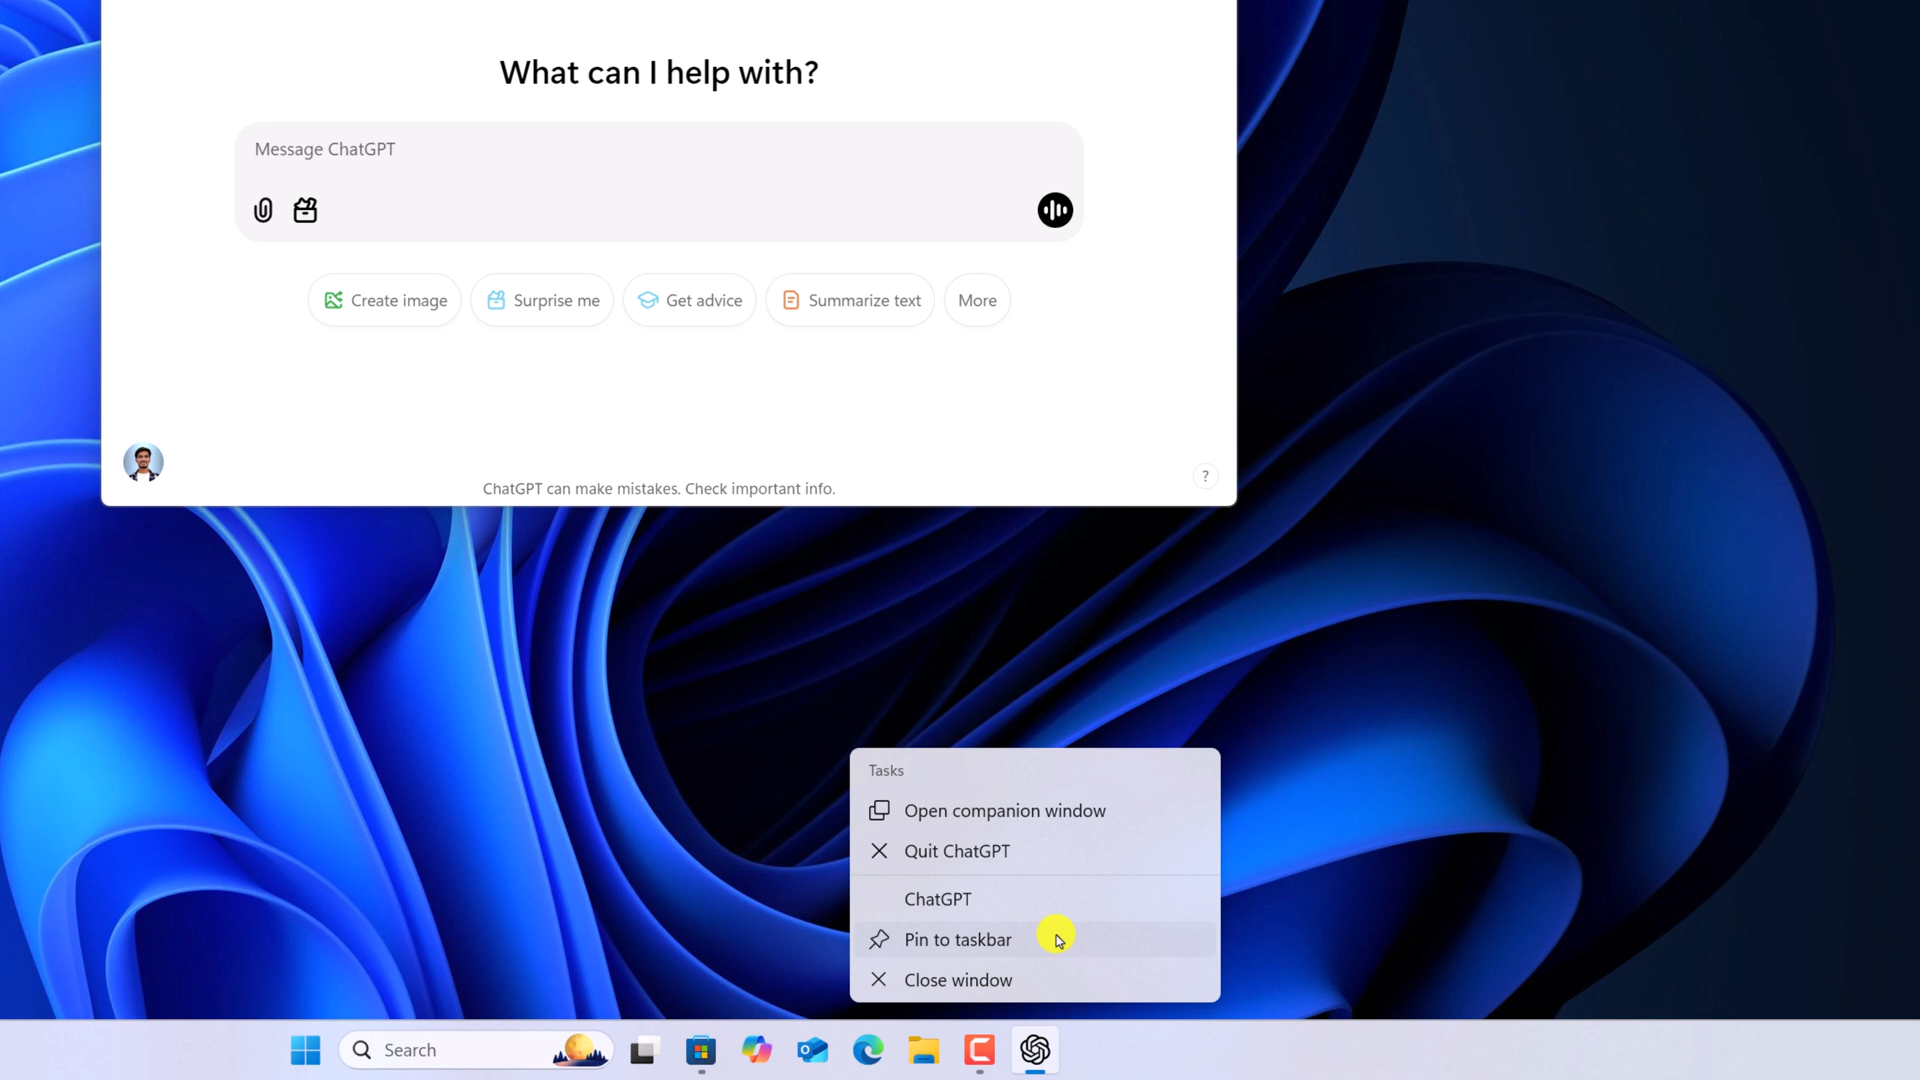 What can I help with?
Message ChatGPT
Create image
Surprise me
Get advice
Summarize text
More
?
ChatGPT can make mistakes. Check important info.
Tasks
Open companion window
Quit ChatGPT
ChatGPT
Pin to taskbar
Close window
Search